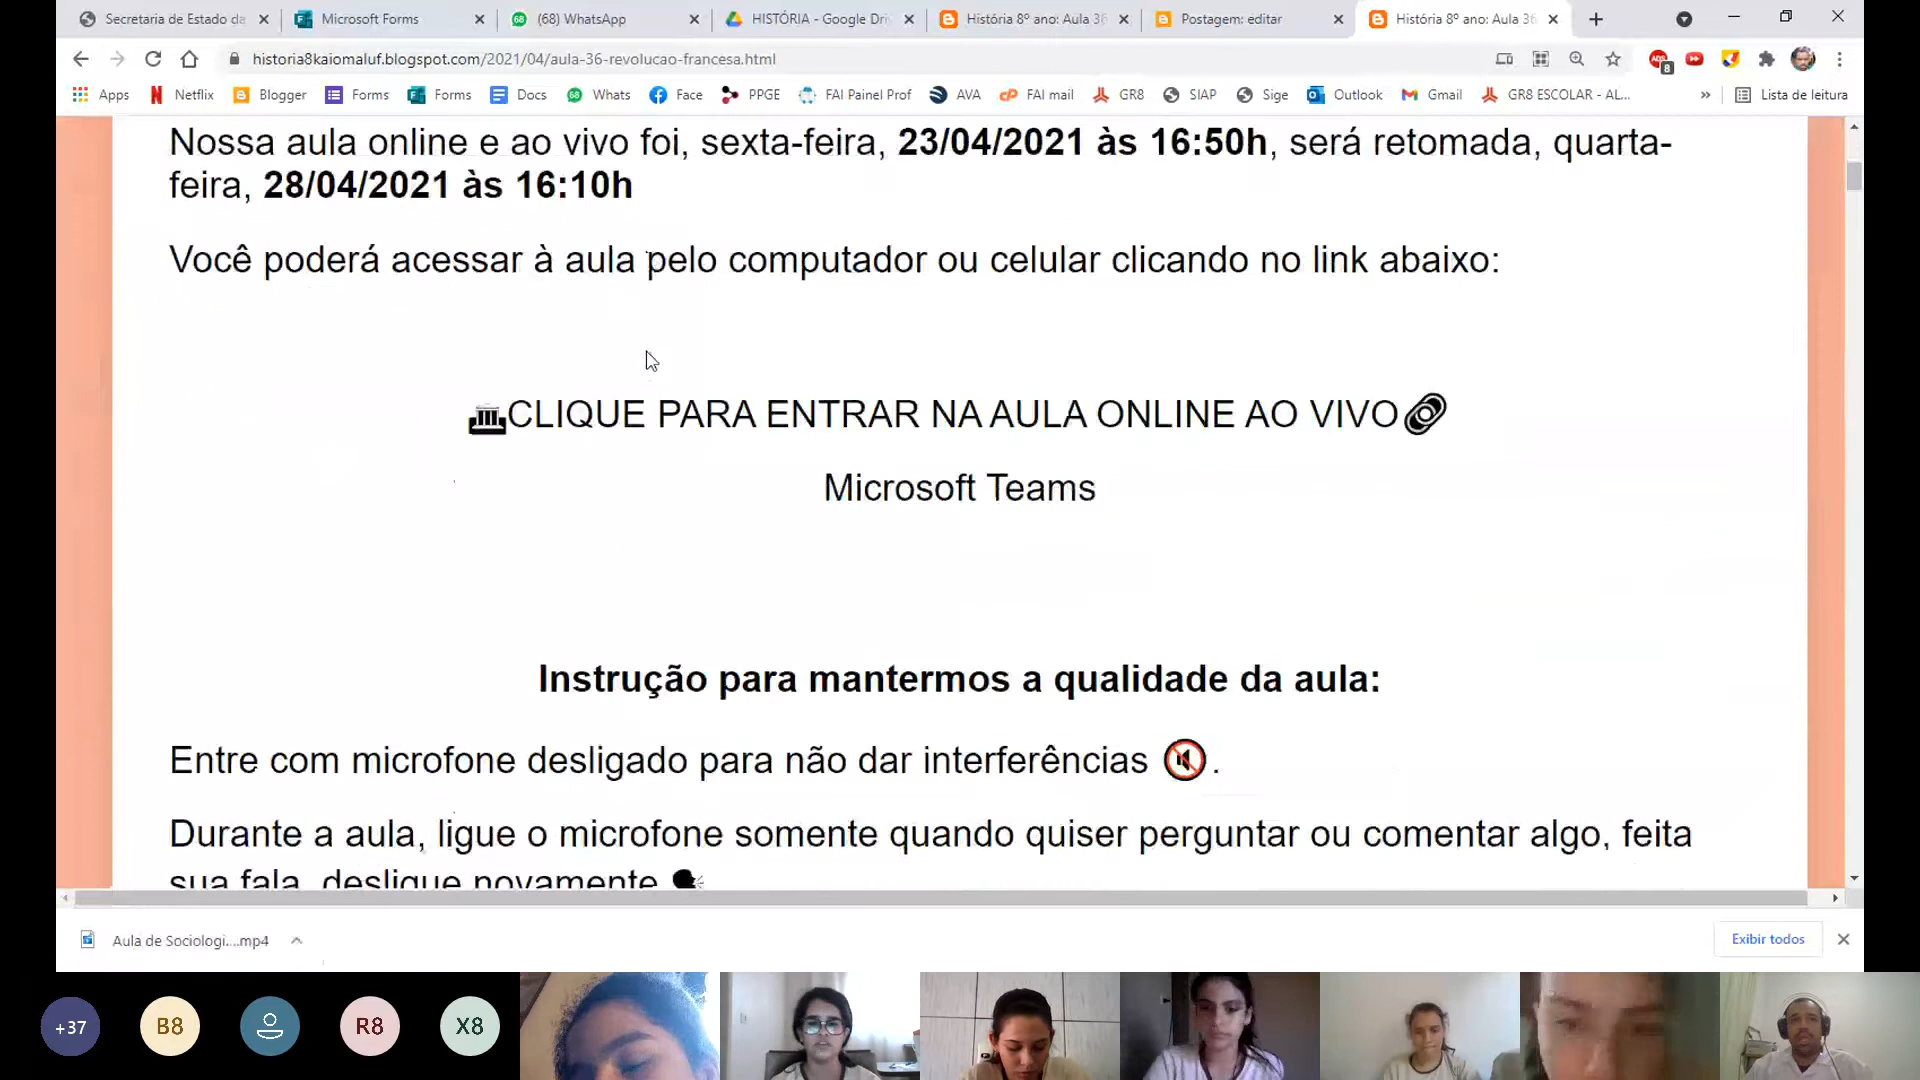 Secretaria de Estado da
Microsoft Forms
(68) WhatsApp
HISTÓRIA - Google Dri
História 8º ano: Aula 36
Postagem: editar
História 8º ano: Aula 36
historia8kaiomaluf.blogspot.com/2021/04/aula-36-revolucao-francesa.html
8
Apps
Netflix
Blogger
Forms
Forms
Docs
68
Whats
Face
PPGE
FAI Painel Prof
AVA
FAI mail
GR8
SIAP
Sige
Outlook
Gmail
GR8 ESCOLAR - AL...
»
Lista de leitura
Nossa aula online e ao vivo foi, sexta-feira, 23/04/2021 às 16:50h, será retomada, quarta-
feira, 28/04/2021 às 16:10h
Você poderá acessar à aula pelo computador ou celular clicando no link abaixo:
CLIQUE PARA ENTRAR NA AULA ONLINE AO VIVO
Microsoft Teams
Instrução para mantermos a qualidade da aula:
Entre com microfone desligado para não dar interferências .
Durante a aula, ligue o microfone somente quando quiser perguntar ou comentar algo, feita
sua fala, desligue novamente
Aula de Sociologi....mp4
Exibir todos
+37
B8
R8
X8